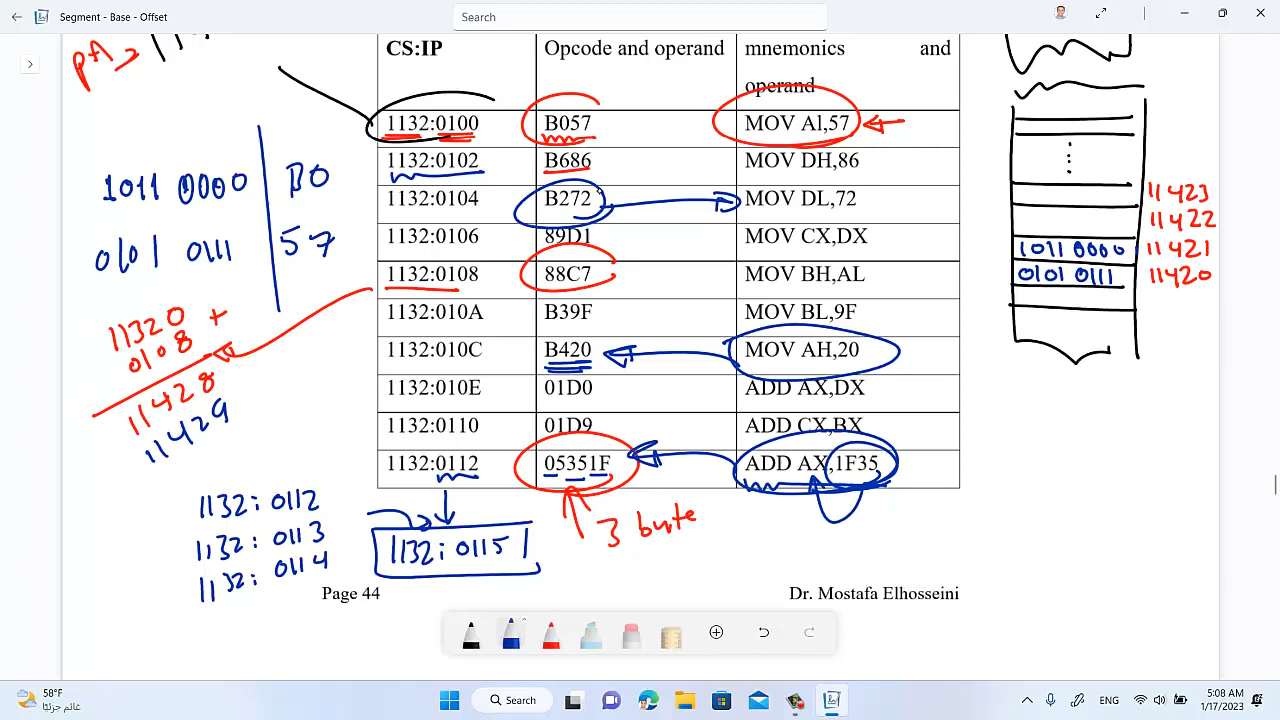 Segment - Base - Offset
Search
pA
CS:IP Opcode and operand mnemonics and
operand
1132:0100 B057 MOV Al,57
1132:0102 B686 MOV DH,86
1132:0104 B272 MOV DL,72
1132:0106 89D1 MOV CX,DX
1132:0108 88C7 MOV BH,AL
1132:010A B39F MOV BL,9F
1132:010C B420 MOV AH,20
1132:010E 01D0 ADD AX,DX
1132:0110 01D9 ADD CX,BX
1132:0112 05351F ADD AX,1F35
1011 0000 B0
0101 0111 57
11320 +
0108
11428
11429
1132: 0112
1132: 0113
1132: 0114
1132: 0115
3 byte
11423
11422
1011 0000 11421
0101 0111 11420
Page 44 Dr. Mostafa Elhosseini
58°F
غائم جزئيًا
Search
ENG
5:08 AM
1/17/2023